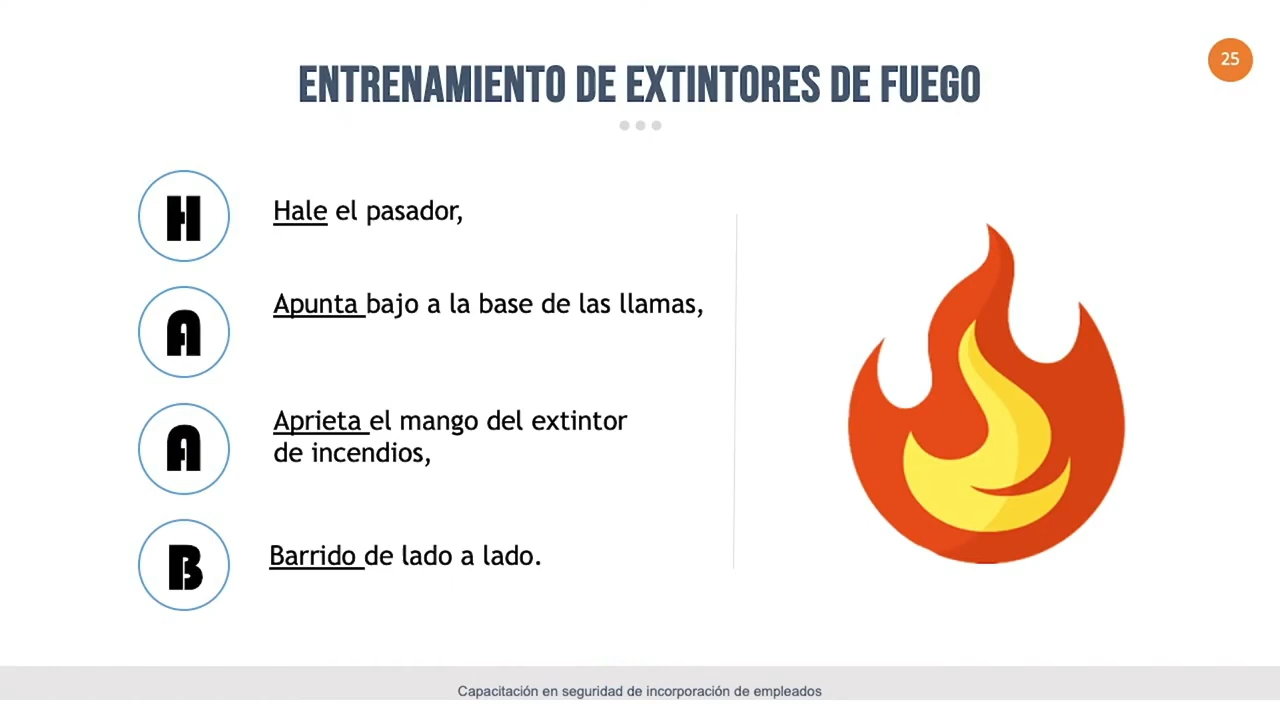 25
ENTRENAMIENTO DE EXTINTORES DE FUEGO
H
Hale el pasador,
A
Apunta bajo a la base de las llamas,
A
Aprieta el mango del extintor
de incendios,
B
Barrido de lado a lado.
Capacitación en seguridad de incorporación de empleados